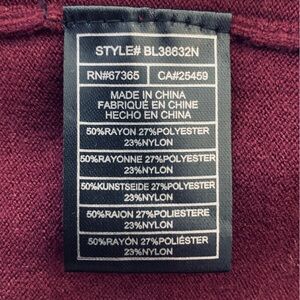 STYLE# BL38632N
RN#67365 CA#25459
MADE IN CHINA
FABRIQUÉ EN CHINE
HECHO EN CHINA
50%RAYON 27%POLYESTER
23%NYLON
50%RAYONNE 27%POLYESTER
23%NYLON
50%KUNSTSEIDE 27%POLYESTER
23%NYLON
50%RAION 27%POLIESTERE
23%NYLON
50%RAYÓN 27%POLIÉSTER
23%NYLON